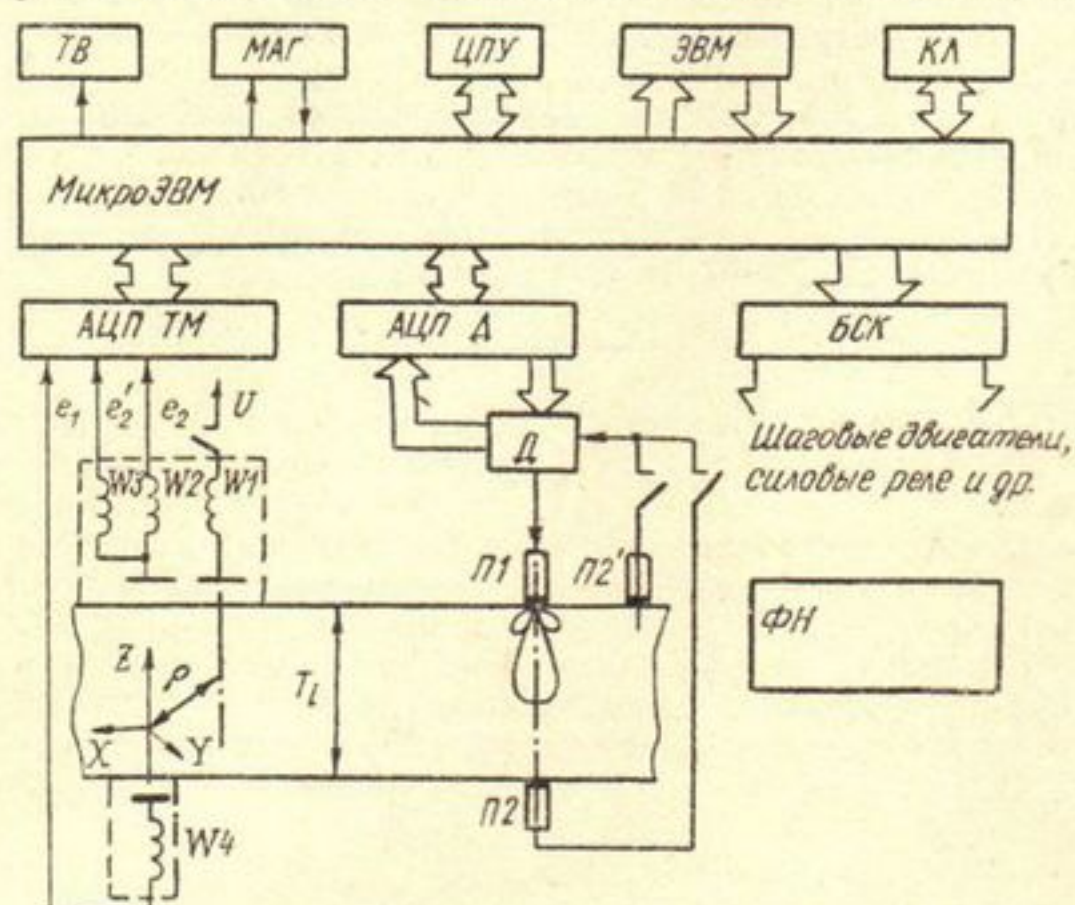 ТВ
МАГ
ЦПУ
ЭВМ
КЛ
МикроЭВМ
АЦП ТМ
АЦП Д
БСК
e₁
e₂′
e₂
U
Д
Шаговые двигатели,
силовые реле и др.
W3
W2
W1
П1
П2′
ФН
Z
ρ
T_l
X
Y
П2
W4